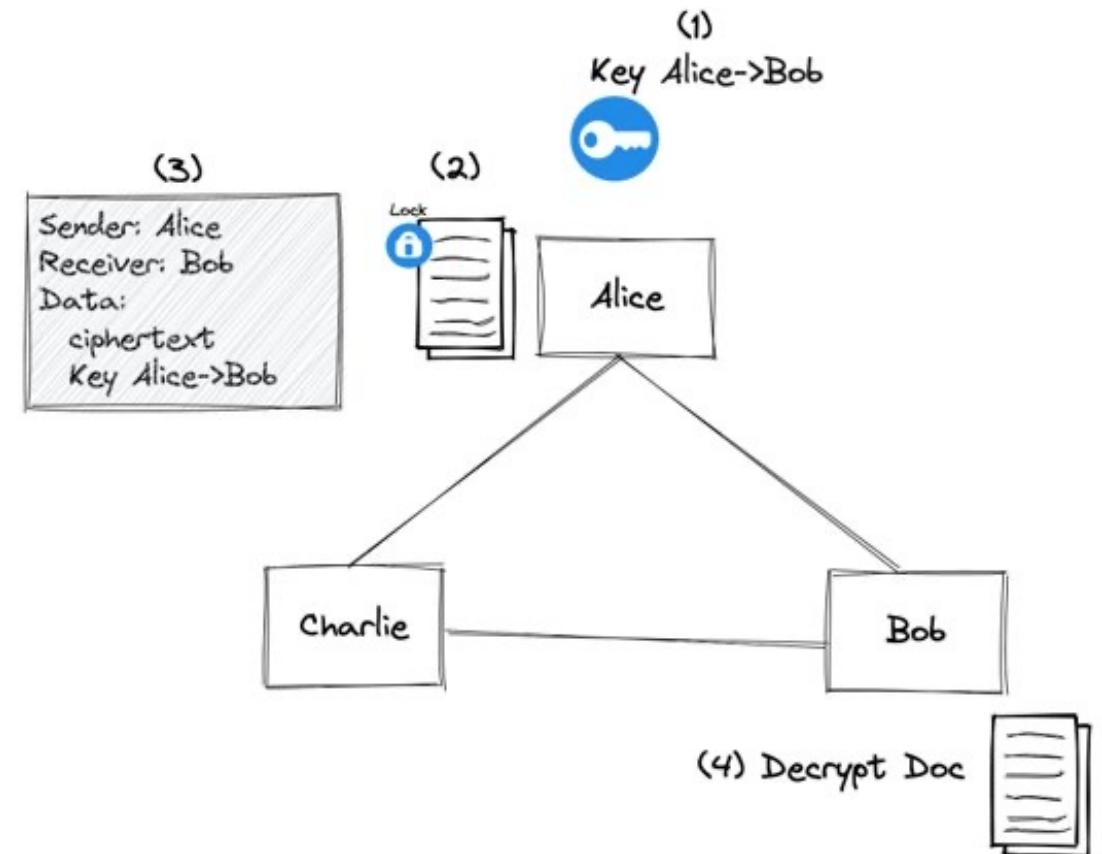 (1)
Key Alice->Bob
(3)
(2)
Sender: Alice
Receiver: Bob
Data:
ciphertext
Key Alice->Bob
Lock
Alice
Charlie
Bob
(4) Decrypt Doc